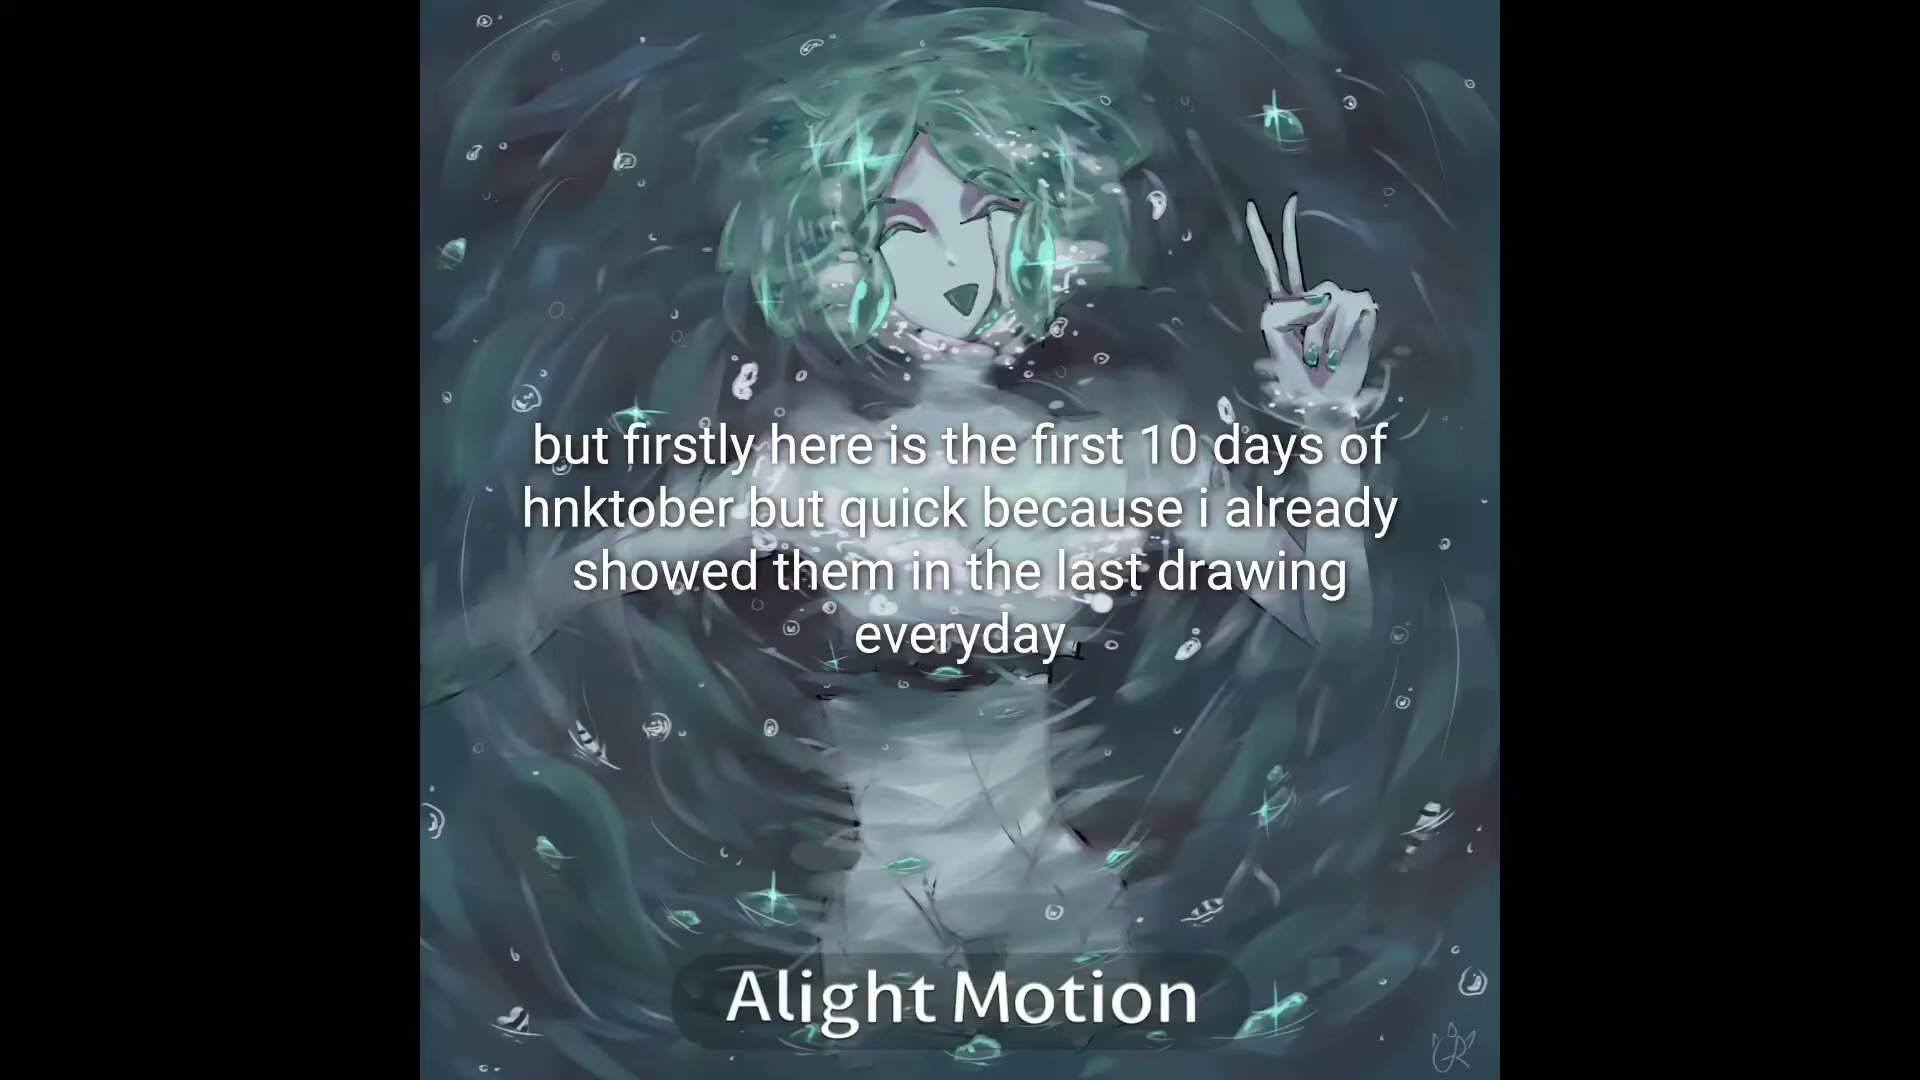 but firstly here is the first 10 days of
hnktober but quick because i already
showed them in the last drawing
everyday
Alight Motion